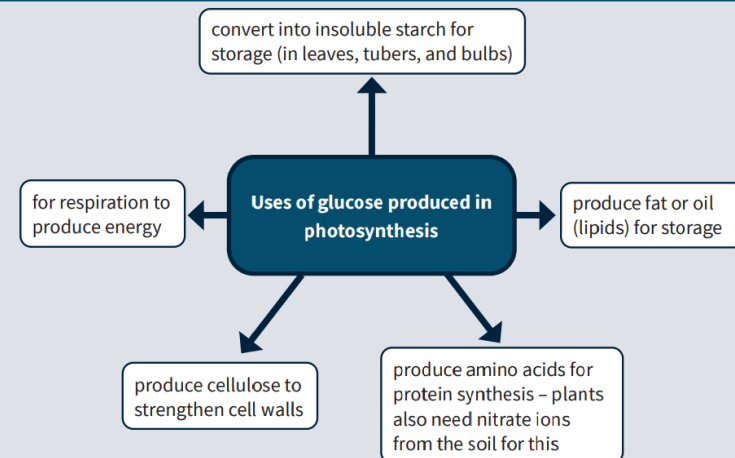 convert into insoluble starch for
storage (in leaves, tubers, and bulbs)
for respiration to
produce energy
Uses of glucose produced in
photosynthesis
produce fat or oil
(lipids) for storage
produce cellulose to
strengthen cell walls
produce amino acids for
protein synthesis – plants
also need nitrate ions
from the soil for this